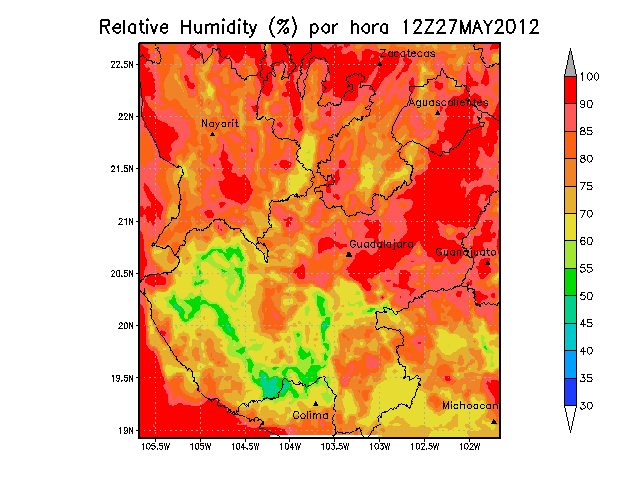 Relative Humidity (%) por hora 12Z27MAY2012
22.5N
22N
21.5N
21N
20.5N
20N
19.5N
19N
105.5W 105W 104.5W 104W 103.5W 103W 102.5W 102W
Zacatecas
Aguascalientes
Nayarit
Guadalajara
Guanajuato
Colima
Michoacan
100
90
85
80
75
70
60
55
50
45
40
35
30